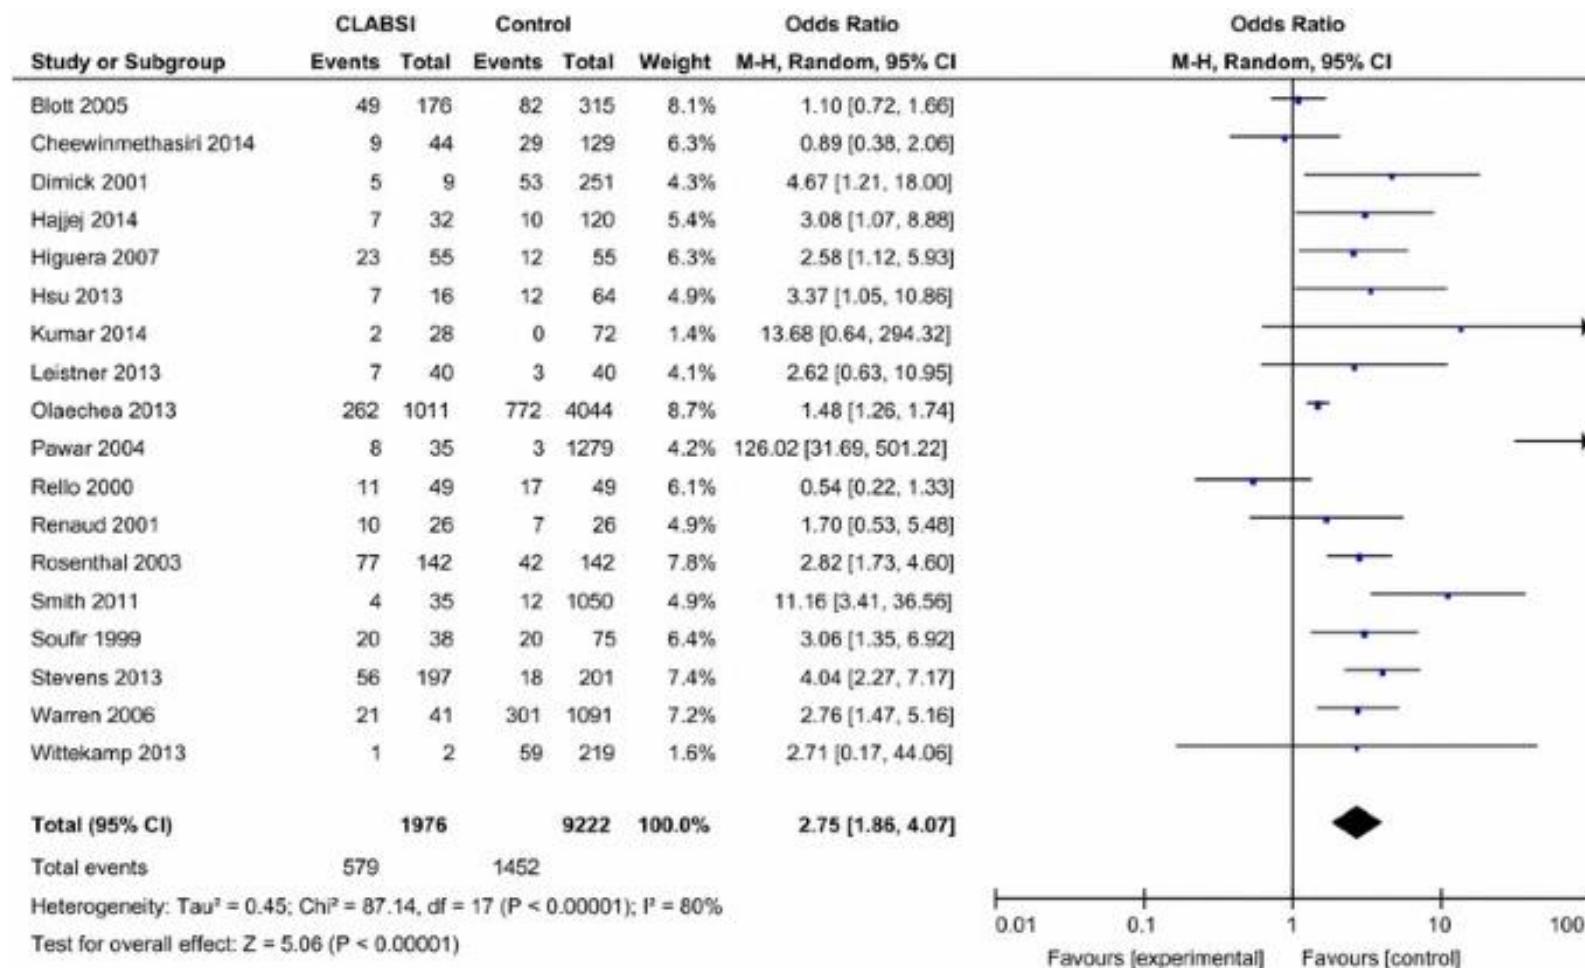 CLABSI Control Odds Ratio Odds Ratio
Study or Subgroup Events Total Events Total Weight M-H, Random, 95% CI M-H, Random, 95% CI
Blott 2005 49 176 82 315 8.1% 1.10 [0.72, 1.66]
Cheewinmethasiri 2014 9 44 29 129 6.3% 0.89 [0.38, 2.06]
Dimick 2001 5 9 53 251 4.3% 4.67 [1.21, 18.00]
Hajjej 2014 7 32 10 120 5.4% 3.08 [1.07, 8.88]
Higuera 2007 23 55 12 55 6.3% 2.58 [1.12, 5.93]
Hsu 2013 7 16 12 64 4.9% 3.37 [1.05, 10.86]
Kumar 2014 2 28 0 72 1.4% 13.68 [0.64, 294.32]
Leistner 2013 7 40 3 40 4.1% 2.62 [0.63, 10.95]
Olaechea 2013 262 1011 772 4044 8.7% 1.48 [1.26, 1.74]
Pawar 2004 8 35 3 1279 4.2% 126.02 [31.69, 501.22]
Rello 2000 11 49 17 49 6.1% 0.54 [0.22, 1.33]
Renaud 2001 10 26 7 26 4.9% 1.70 [0.53, 5.48]
Rosenthal 2003 77 142 42 142 7.8% 2.82 [1.73, 4.60]
Smith 2011 4 35 12 1050 4.9% 11.16 [3.41, 36.56]
Soufir 1999 20 38 20 75 6.4% 3.06 [1.35, 6.92]
Stevens 2013 56 197 18 201 7.4% 4.04 [2.27, 7.17]
Warren 2006 21 41 301 1091 7.2% 2.76 [1.47, 5.16]
Wittekamp 2013 1 2 59 219 1.6% 2.71 [0.17, 44.06]
Total (95% CI) 1976 9222 100.0% 2.75 [1.86, 4.07]
Total events 579 1452
Heterogeneity: Tau² = 0.45; Chi² = 87.14, df = 17 (P < 0.00001); I² = 80%
Test for overall effect: Z = 5.06 (P < 0.00001)
0.01 0.1 1 10 100
Favours [experimental] Favours [control]